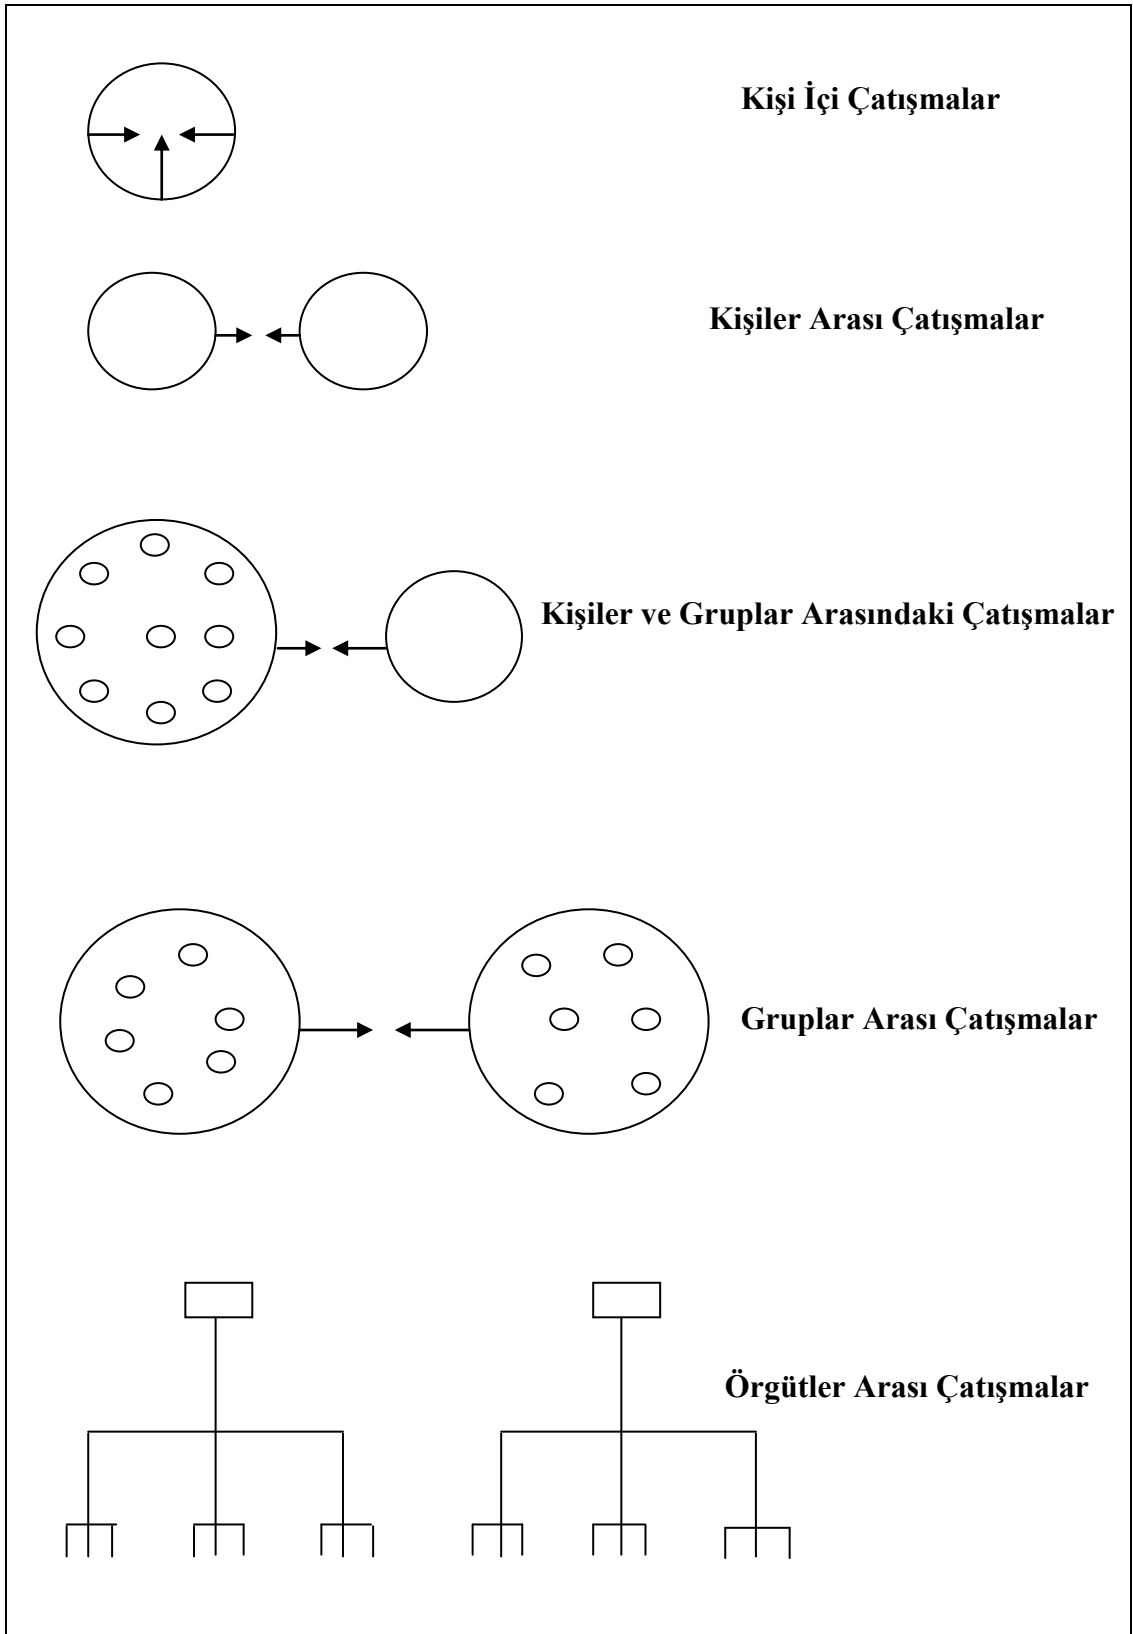 Kişi İçi Çatışmalar
Kişiler Arası Çatışmalar
Kişiler ve Gruplar Arasındaki Çatışmalar
Gruplar Arası Çatışmalar
Örgütler Arası Çatışmalar